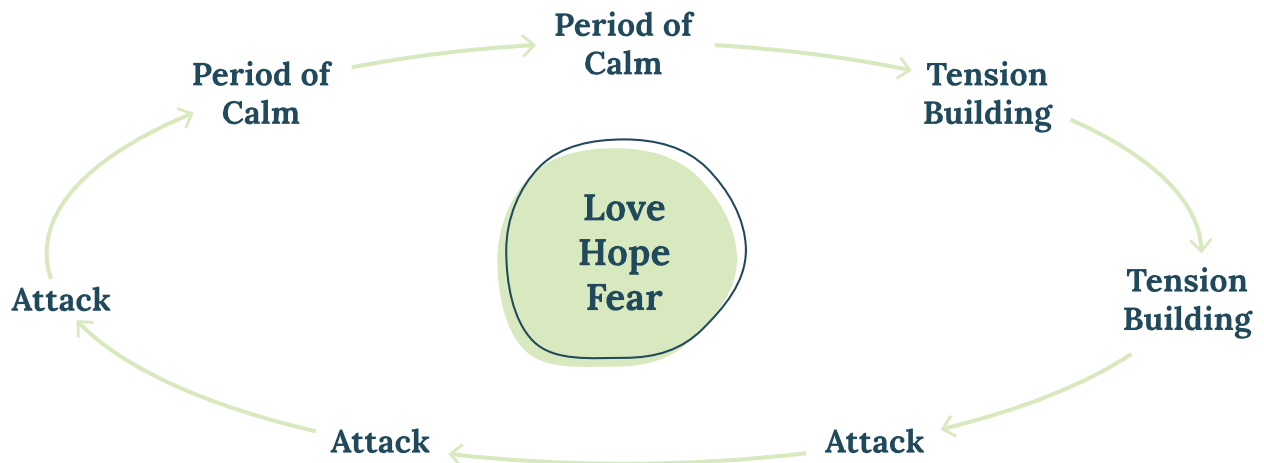 Period of
Calm
Period of
Calm
Tension
Building
Tension
Building
Attack
Attack
Attack
Love
Hope
Fear